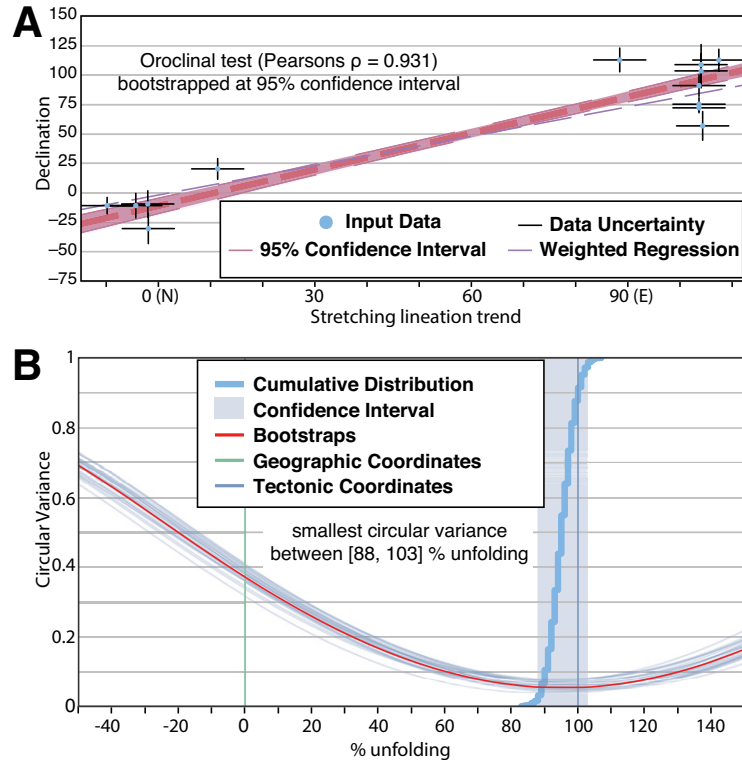 A
150
125
100
75
50
25
0
−25
−50
−75
Declination
Oroclinal test (Pearsons ρ = 0.931)
bootstrapped at 95% confidence interval
Input Data
Data Uncertainty
95% Confidence Interval
Weighted Regression
0 (N)
30
60
90 (E)
Stretching lineation trend
B
1
0.8
0.6
0.4
0.2
0
Circular Variance
Cumulative Distribution
Confidence Interval
Bootstraps
Geographic Coordinates
Tectonic Coordinates
smallest circular variance
between [88, 103] % unfolding
-40
-20
0
20
40
60
80
100
120
140
% unfolding